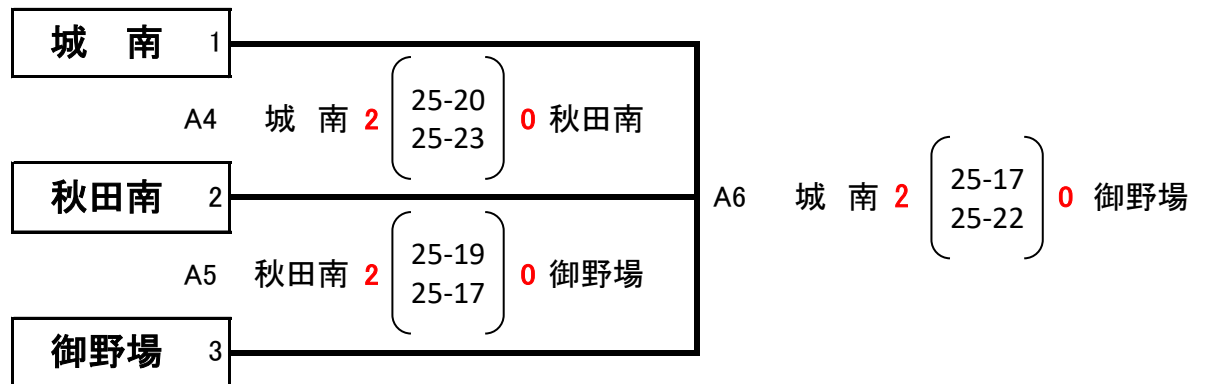 城　南 1
A4 城　南 2 25-20 0 秋田南
25-23
秋田南 2
A6 城　南 2 25-17 0 御野場
25-22
A5 秋田南 2 25-19 0 御野場
25-17
御野場 3